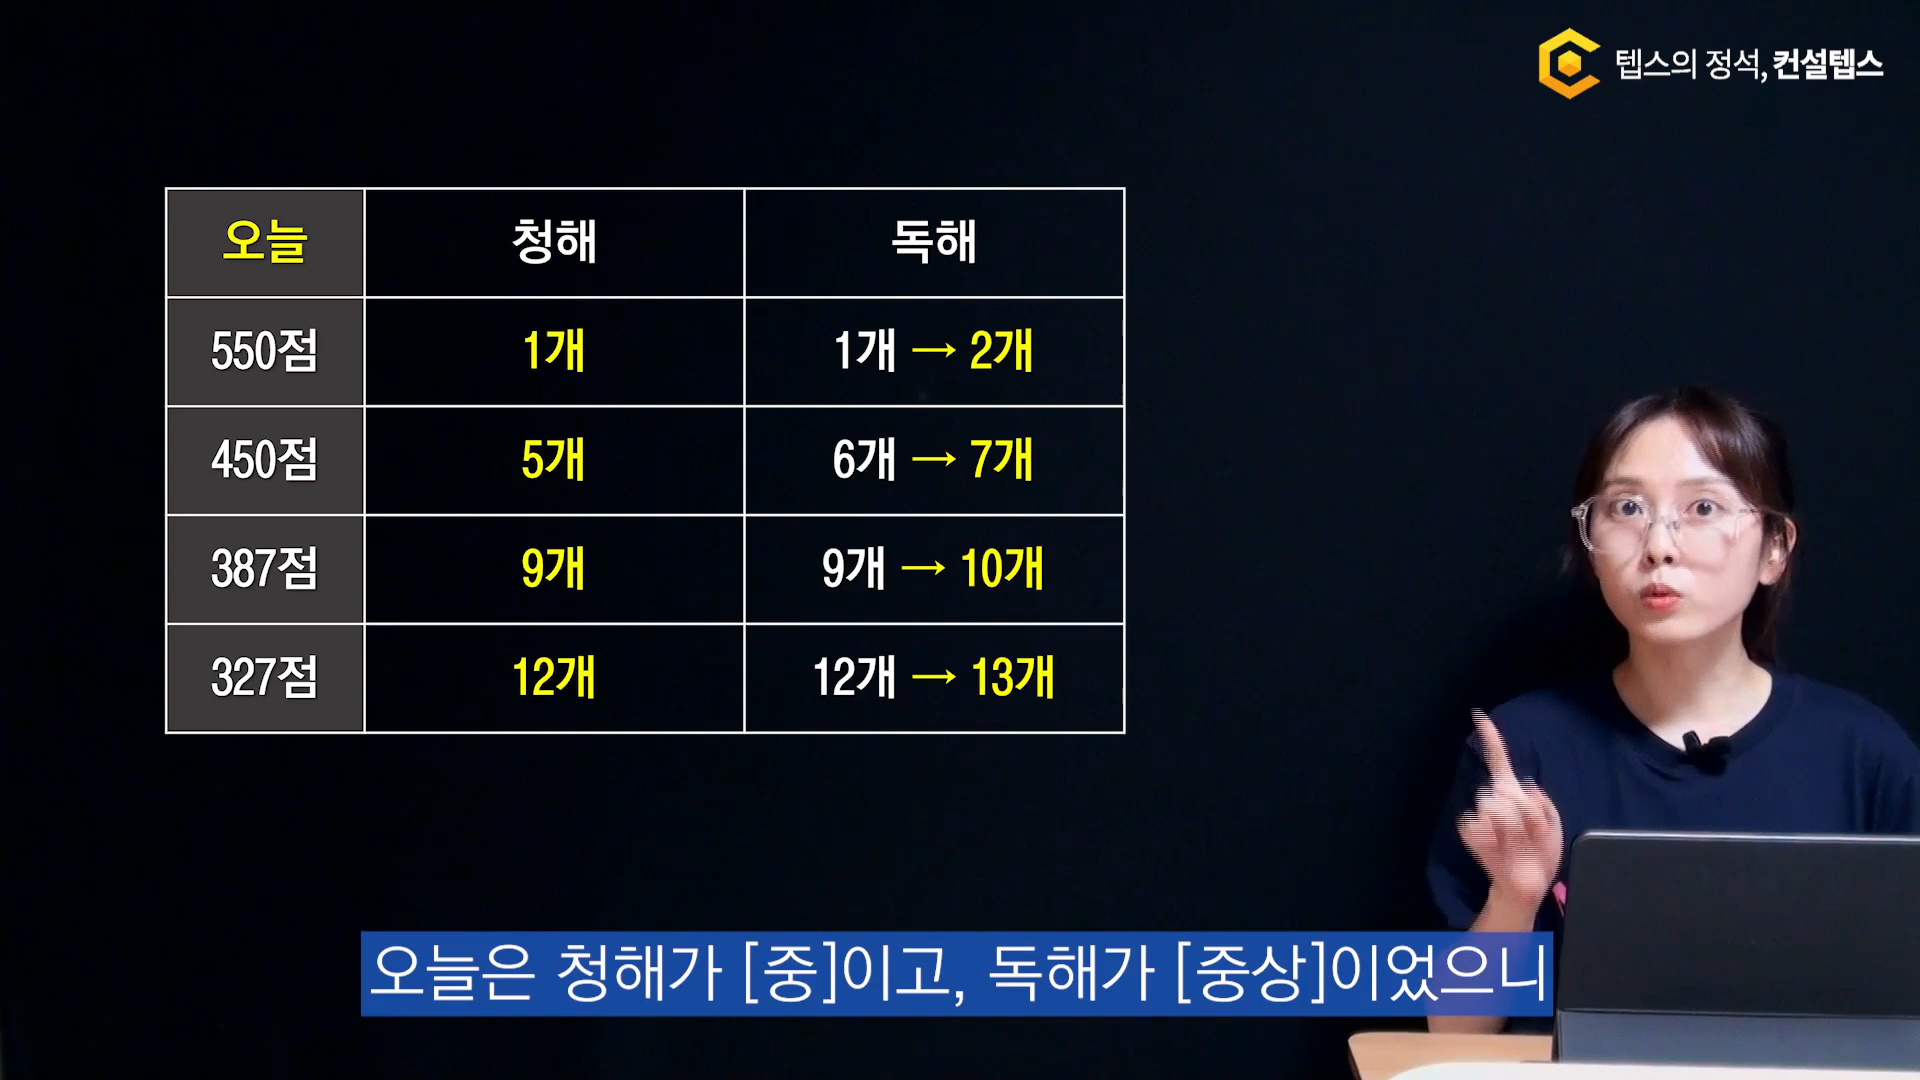 텝스의 정석, 컨설텝스
오늘 청해 독해
550점 1개 1개 → 2개
450점 5개 6개 → 7개
387점 9개 9개 → 10개
327점 12개 12개 → 13개
오늘은 청해가 [중]이고, 독해가 [중상]이었으니